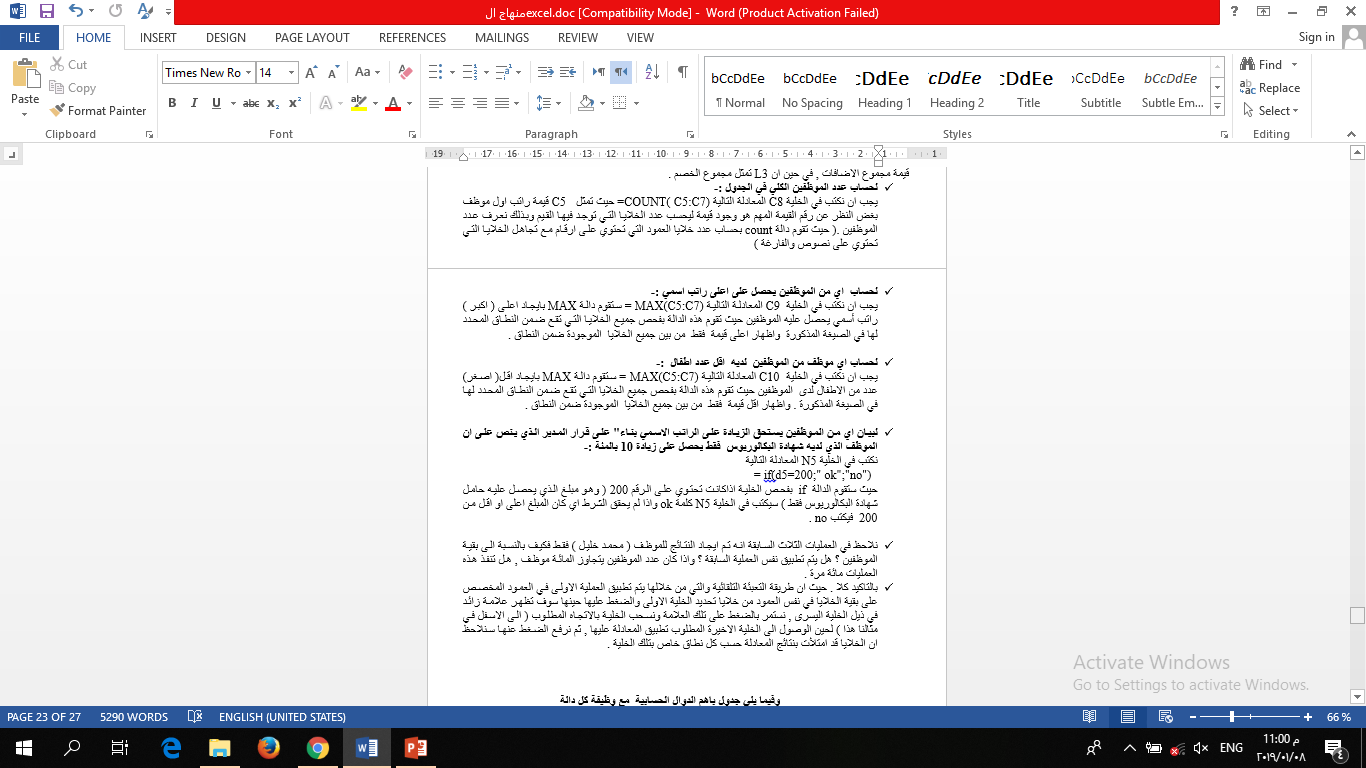 منهاج الexcel.doc [Compatibility Mode] - Word (Product Activation Failed)
FILE HOME INSERT DESIGN PAGE LAYOUT REFERENCES MAILINGS REVIEW VIEW Sign in
Paste Cut Copy Format Painter
Times New Ro 14
¶ Normal No Spacing Heading 1 Heading 2 Title Subtitle Subtle Em...
Find Replace Select
Clipboard Font Paragraph Styles Editing
قيمة مجموع الاضافات , في حين ان L3 تمثل مجموع الخصم .
✓ لحساب عدد الموظفين الكلي في الجدول :-
يجب ان نكتب في الخلية C8 المعادلة التالية COUNT( C5:C7)= حيث تمثل C5 قيمة راتب اول موظف
بغض النظر عن رقم القيمة المهم هو وجود قيمة ليحسب عدد الخلايا التي توجد فيها القيم وبذلك نعرف عدد
الموظفين .( حيث تقوم دالة count بحساب عدد خلايا العمود التي تحتوي على ارقام مع تجاهل الخلايا التي
تحتوي على نصوص والفارغة )
✓ لحساب اي من الموظفين يحصل على اعلى راتب اسمي :-
يجب ان نكتب في الخلية C9 المعادلة التالية MAX(C5:C7) = ستقوم دالة MAX بايجاد اعلى ( اكبر )
راتب أسمي يحصل عليه الموظفين حيث تقوم هذه الدالة بفحص جميع الخلايا التي تقع ضمن النطاق المحدد
لها في الصيغة المذكورة واظهار اعلى قيمة فقط من بين جميع الخلايا الموجودة ضمن النطاق .
✓ لحساب اي موظف من الموظفين لديه اقل عدد اطفال :-
يجب ان نكتب في الخلية C10 المعادلة التالية MAX(C5:C7) = ستقوم دالة MAX بايجاد اقل( اصغر)
عدد من الاطفال لدى الموظفين حيث تقوم هذه الدالة بفحص جميع الخلايا التي تقع ضمن النطاق المحدد لها
في الصيغة المذكورة . واظهار اقل قيمة فقط من بين جميع الخلايا الموجودة ضمن النطاق .
✓ لبيان اي من الموظفين يستحق الزيادة على الراتب الاسمي بناء" على قرار المدير الذي ينص على ان
الموظف الذي لديه شهادة البكالوريوس فقط يحصل على زيادة 10 بالمئة :-
نكتب في الخلية N5 المعادلة التالية
= if(d5=200;" ok";"no")
حيث ستقوم الدالة if بفحص الخلية اذاكانت تحتوي على الرقم 200 ( وهو مبلغ الذي يحصل عليه حامل
شهادة البكالوريوس فقط ) سيكتب في الخلية N5 كلمة ok واذا لم يحقق الشرط اي كان المبلغ اعلى او اقل من
200 فيكتب no .
✓ نلاحظ في العمليات الثلاث السابقة انه تم ايجاد النتائج للموظف ( محمد خليل ) فقط فكيف بالنسبة الى بقية
الموظفين ؟ هل يتم تطبيق نفس العملية السابقة ؟ واذا كان عدد الموظفين يتجاوز المائة موظف , هل تنفذ هذه
العمليات مائة مرة .
✓ بالتاكيد كلا . حيث ان طريقة التعبئة التلقائية والتي من خلالها يتم تطبيق العملية الاولى في العمود المخصص
على بقية الخلايا في نفس العمود من خلايا تحديد الخلية الاولى والضغط عليها حينها سوف تظهر علامة زائد
في ذيل الخلية اليسرى , نستمر بالضغط على تلك العلامة ونسحب الخلية بالاتجاه المطلوب ( الى الاسفل في
مثالنا هذا ) لحين الوصول الى الخلية الاخيرة المطلوب تطبيق المعادلة عليها , ثم نرفع الضغط عنها سنلاحظ
ان الخلايا قد امتلأت بنتائج المعادلة حسب كل نطاق خاص بتلك الخلية .
وفيما يلي جدول باهم الدوال الحسابية مع وظيفة كل دالة
Activate Windows
Go to Settings to activate Windows.
PAGE 23 OF 27 5290 WORDS ENGLISH (UNITED STATES) 66 %
ENG 11:00 م
٢٠١٩/٠١/٠٨